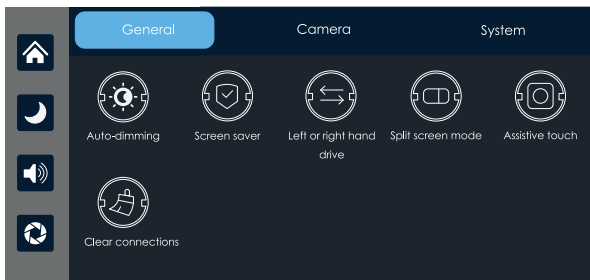 General
Camera
System
Auto-dimming
Screen saver
Left or right hand
drive
Split screen mode
Assistive touch
Clear connections